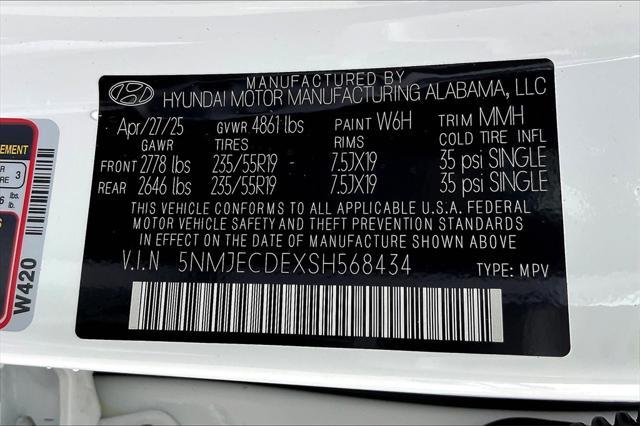 MANUFACTURED BY
HYUNDAI MOTOR MANUFACTURING ALABAMA, LLC
Apr/27/25 GVWR 4861 lbs PAINT W6H TRIM MMH
GAWR TIRES RIMS COLD TIRE INFL
FRONT 2778 lbs 235/55R19 - 7.5JX19 35 psi SINGLE
REAR 2646 lbs 235/55R19 7.5JX19 35 psi SINGLE
THIS VEHICLE CONFORMS TO ALL APPLICABLE U.S.A. FEDERAL
MOTOR VEHICLE SAFETY AND THEFT PREVENTION STANDARDS
IN EFFECT ON THE DATE OF MANUFACTURE SHOWN ABOVE.
V.I.N 5NMJECDEXSH568434 TYPE: MPV
W420
3
lbs.